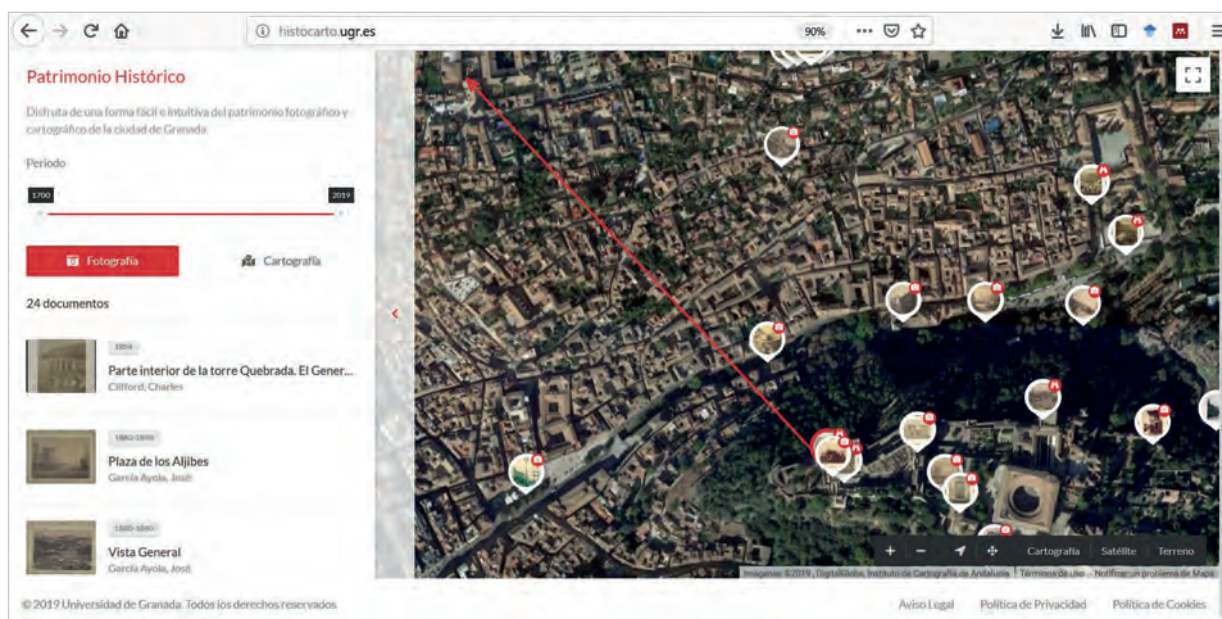 histocarto.ugr.es
90%
Patrimonio Histórico
Disfruta de una forma fácil e intuitiva del patrimonio fotográfico y
cartográfico de la ciudad de Granada.
Periodo
1700
2019
Fotografía
Cartografía
24 documentos
1854
Parte interior de la torre Quebrada. El Gener...
Clifford, Charles
1880-1890
Plaza de los Aljibes
García Ayola, José
1880-1890
Vista General
García Ayola, José
+ − Cartografía Satélite Terreno
Imágenes ©2019 , DigitalGlobe, Instituto de Cartografía de Andalucía Términos de uso Notificar un problema de Maps
© 2019 Universidad de Granada. Todos los derechos reservados
Aviso Legal Política de Privacidad Política de Cookies